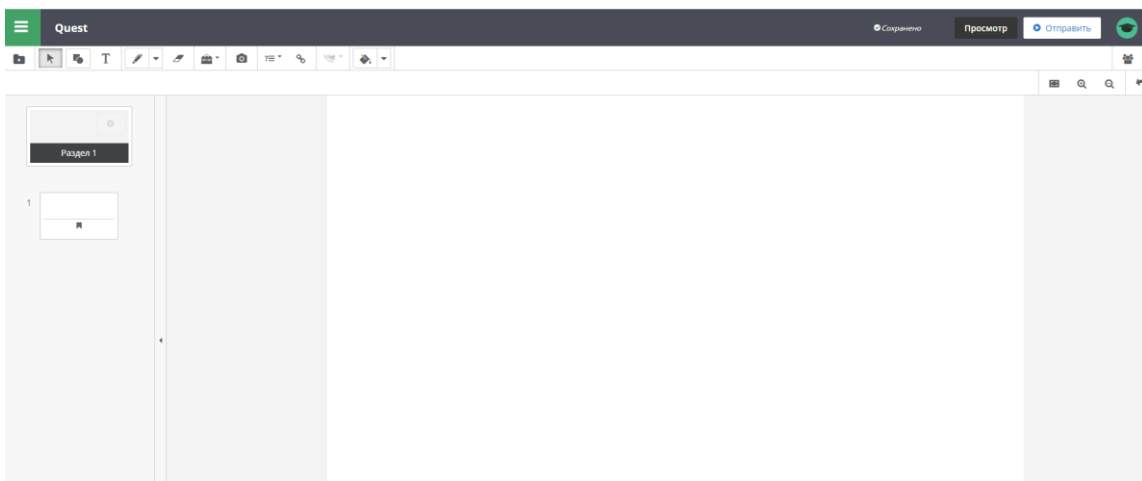 Quest
Сохранено
Просмотр
Отправить
T
?=
Раздел 1
1